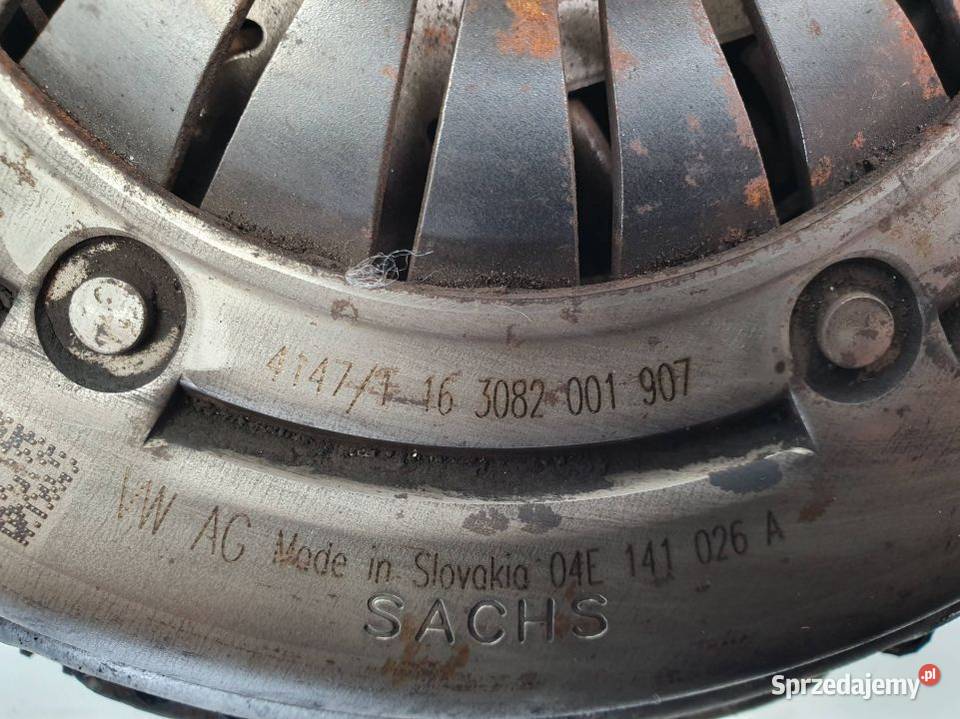 4147/1 16 3082 001 907
VW AG Made in Slovakia 04E 141 026 A
SACHS
Sprzedajemy.pl